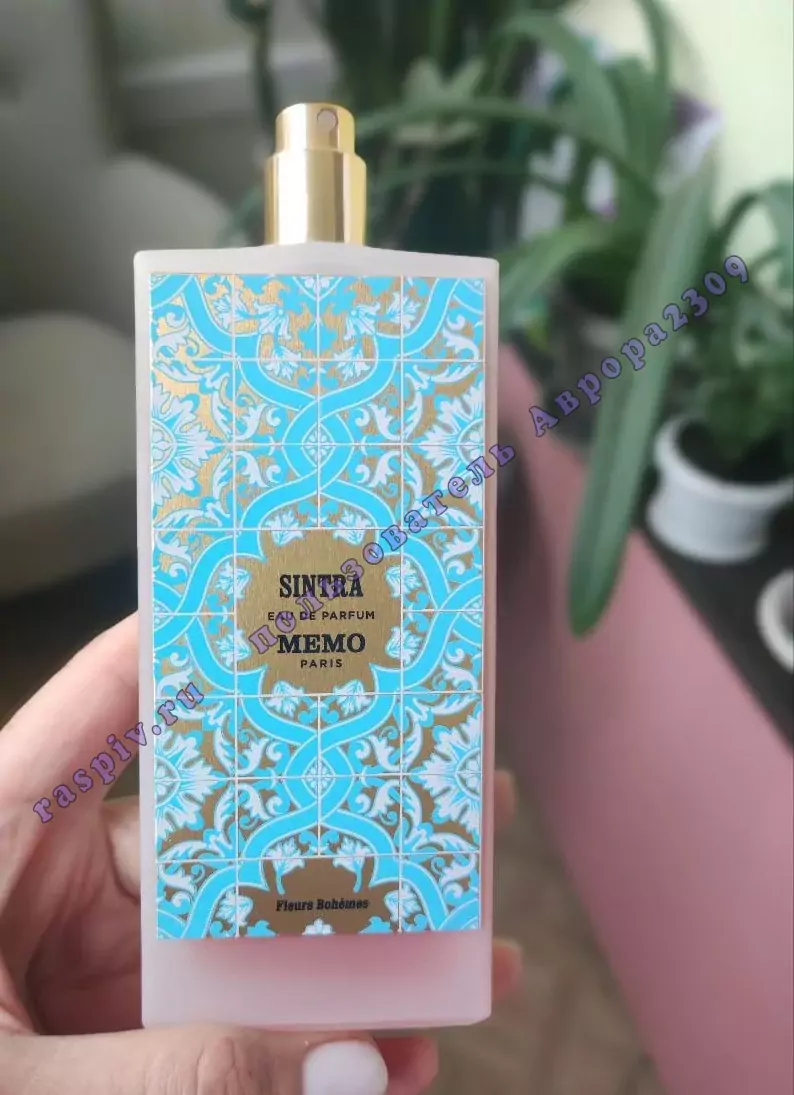 SINTRA
EAU DE PARFUM
MEMO
PARIS
Fleurs Bohèmes
raspiv.ru пользователь Аврора2309